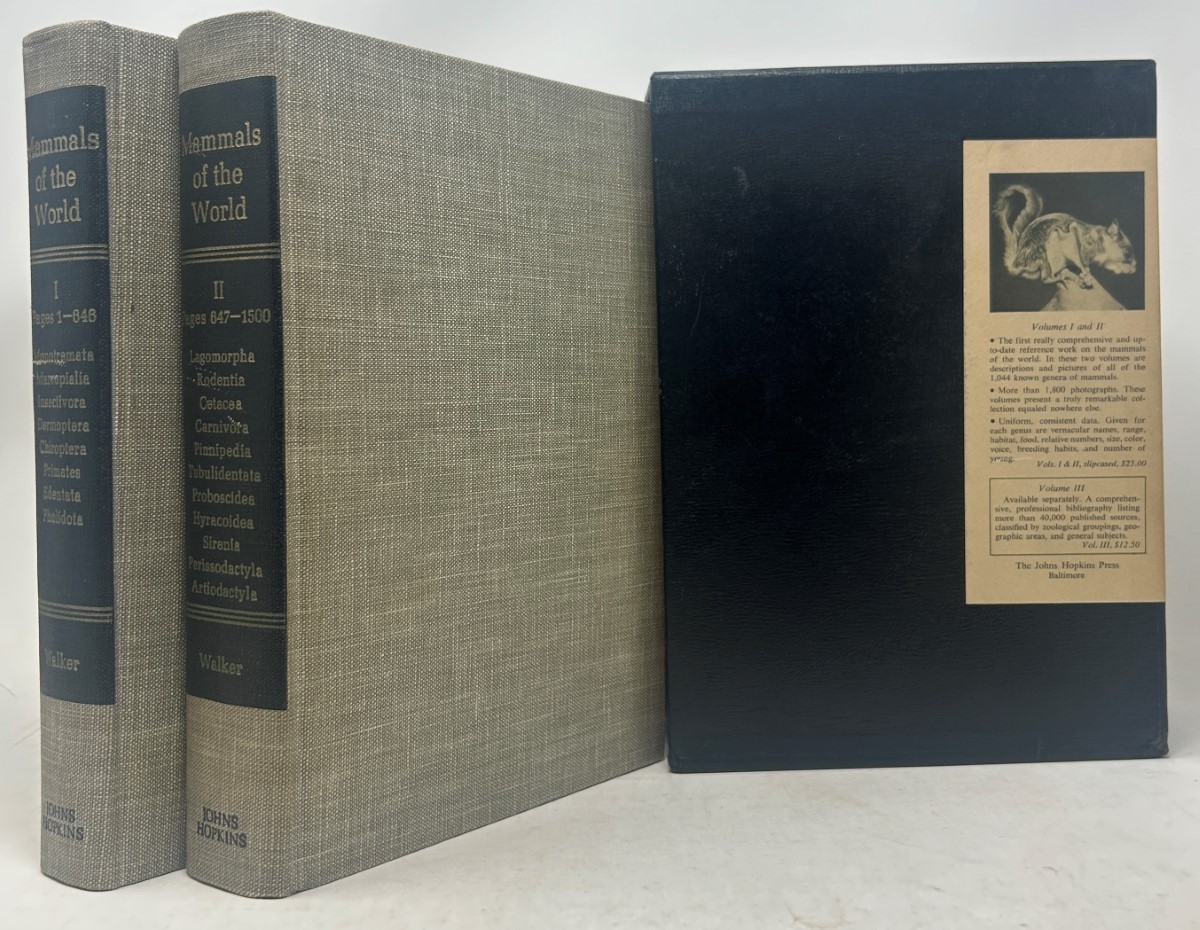 Mammals
of the
World
I
Pages 1–646
Monotremata
Marsupialia
Insectivora
Dermoptera
Chiroptera
Primates
Edentata
Pholidota
Walker
JOHNS
HOPKINS
Mammals
of the
World
II
Pages 647–1500
Lagomorpha
Rodentia
Cetacea
Carnivora
Pinnipedia
Tubulidentata
Proboscidea
Hyracoidea
Sirenia
Perissodactyla
Artiodactyla
Walker
JOHNS
HOPKINS
Volumes I and II
• The first really comprehensive and up-
to-date reference work on the mammals
of the world. In these two volumes are
descriptions and pictures of all of the
1,044 known genera of mammals.
• More than 1,800 photographs. These
volumes present a truly remarkable col-
lection equaled nowhere else.
• Uniform, consistent data. Given for
each genus are vernacular names, range,
habitat, food, relative numbers, size, color,
voice, breeding habits, and number of
young.
Vols. I & II, slipcased, $25.00
Volume III
Available separately. A comprehen-
sive, professional bibliography listing
more than 40,000 published sources,
classified by zoological groupings, geo-
graphic areas, and general subjects.
Vol. III, $12.50
The Johns Hopkins Press
Baltimore